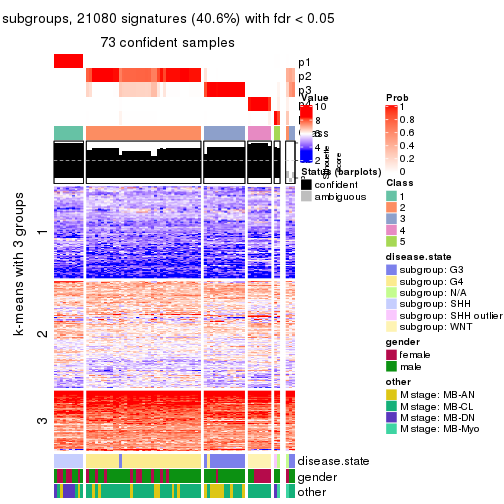 subgroups, 21080 signatures (40.6%) with fdr < 0.05
73 confident samples
p1
p2
p3
Value
10
8
6
4
2
Class
Silhouette
score
Status (barplots)
confident
ambiguous
k-means with 3 groups
1
2
3
disease.state
gender
other
Prob
1
0.8
0.6
0.4
0.2
0
Class
1
2
3
4
5
disease.state
subgroup: G3
subgroup: G4
subgroup: N/A
subgroup: SHH
subgroup: SHH outlier
subgroup: WNT
gender
female
male
other
M stage: MB-AN
M stage: MB-CL
M stage: MB-DN
M stage: MB-Myo